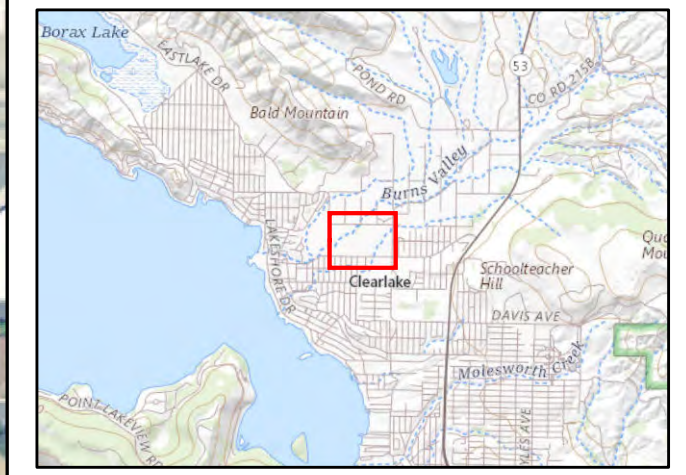 Borax Lake
EASTLAKE DR
POND RD
53
CO RD 215B
Bald Mountain
Burns Valley
LAKESHORE DR
Clearlake
Schoolteacher
Hill
DAVIS AVE
Molesworth Creek
POINT LAKEVIEW RD